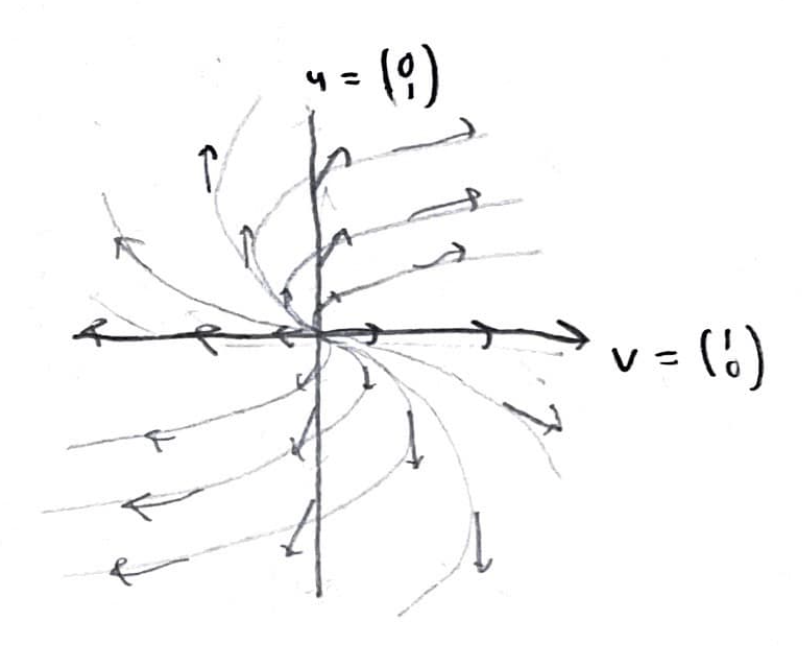 u = (0 1)
v = (1 0)